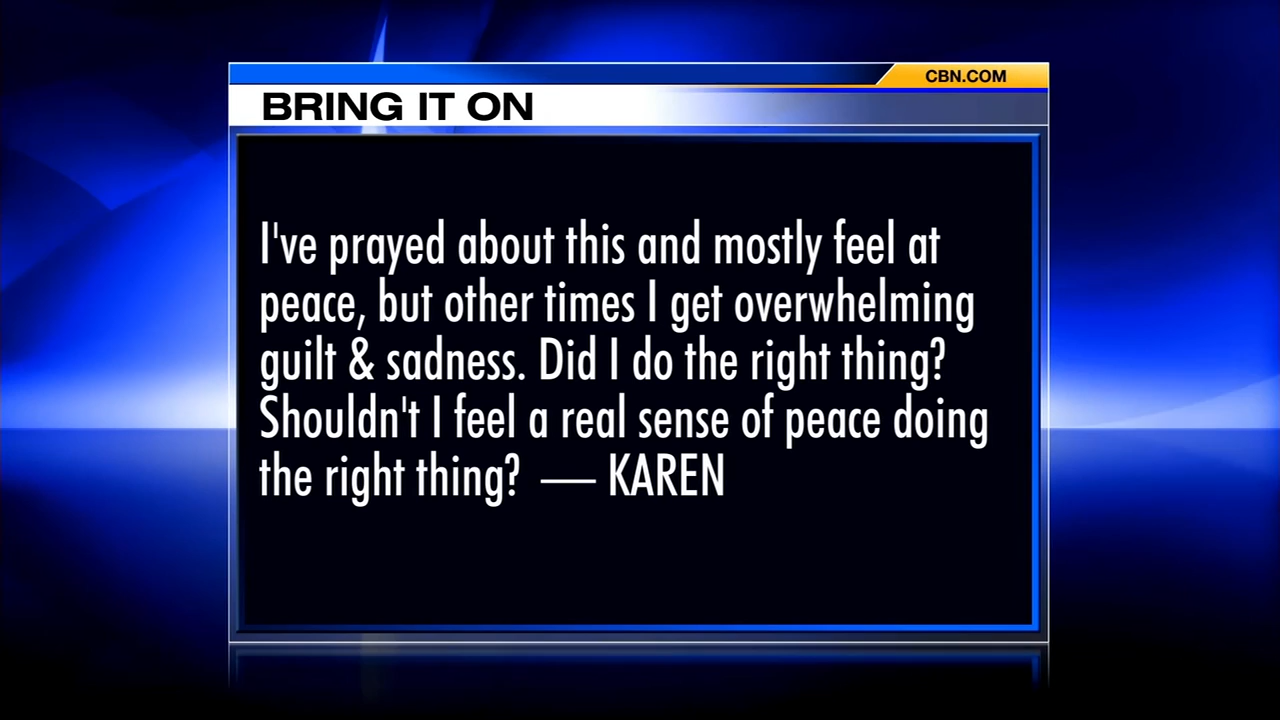 CBN.COM
BRING IT ON
I've prayed about this and mostly feel at
peace, but other times I get overwhelming
guilt & sadness. Did I do the right thing?
Shouldn't I feel a real sense of peace doing
the right thing? — KAREN